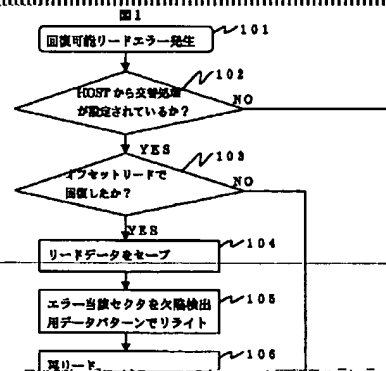 図1
回復可能リードエラー発生
101
HOSTから交替処理
が設定されているか?
102
NO
YES
オフセットリードで
回復したか?
103
NO
YES
リードデータをセーブ
104
エラー当該セクタを欠陥検出
用データパターンでリライト
105
再リード
106